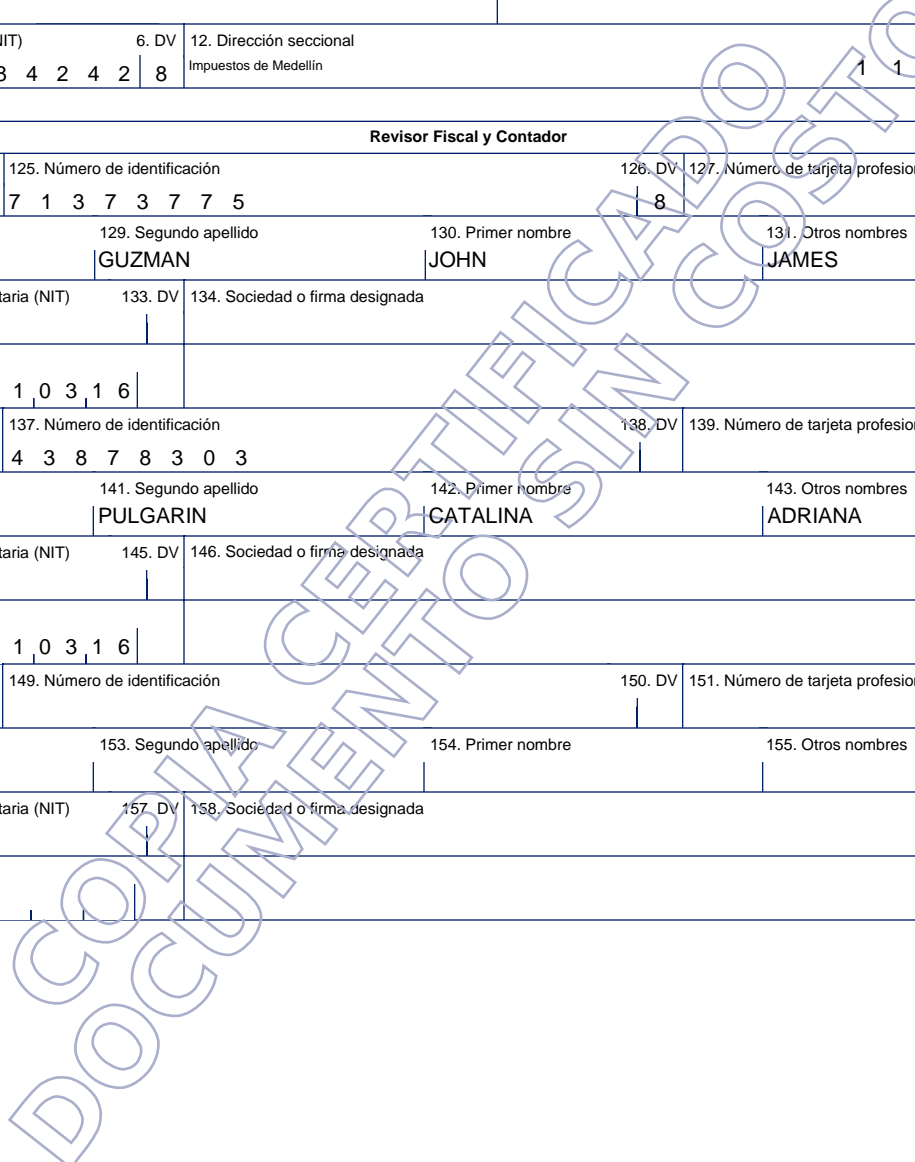 IT) 6. DV 12. Dirección seccional
3 4 2 4 2 8 Impuestos de Medellín 1 1
Revisor Fiscal y Contador
125. Número de identificación 126. DV 127. Número de tarjeta profesion
7 1 3 7 3 7 7 5 8
129. Segundo apellido 130. Primer nombre 131. Otros nombres
GUZMAN JOHN JAMES
taria (NIT) 133. DV 134. Sociedad o firma designada
1 0 3 1 6
137. Número de identificación 138. DV 139. Número de tarjeta profesion
4 3 8 7 8 3 0 3
141. Segundo apellido 142. Primer nombre 143. Otros nombres
PULGARIN CATALINA ADRIANA
taria (NIT) 145. DV 146. Sociedad o firma designada
1 0 3 1 6
149. Número de identificación 150. DV 151. Número de tarjeta profesion
153. Segundo apellido 154. Primer nombre 155. Otros nombres
taria (NIT) 157. DV 158. Sociedad o firma designada
COPIA CERTIFICADO
DOCUMENTO SIN COSTO